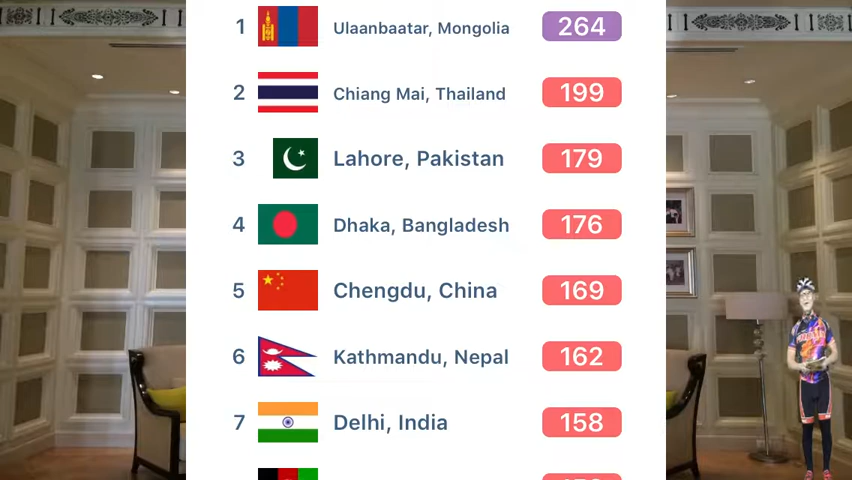 1 Ulaanbaatar, Mongolia 264
2 Chiang Mai, Thailand 199
3 Lahore, Pakistan 179
4 Dhaka, Bangladesh 176
5 Chengdu, China 169
6 Kathmandu, Nepal 162
7 Delhi, India 158